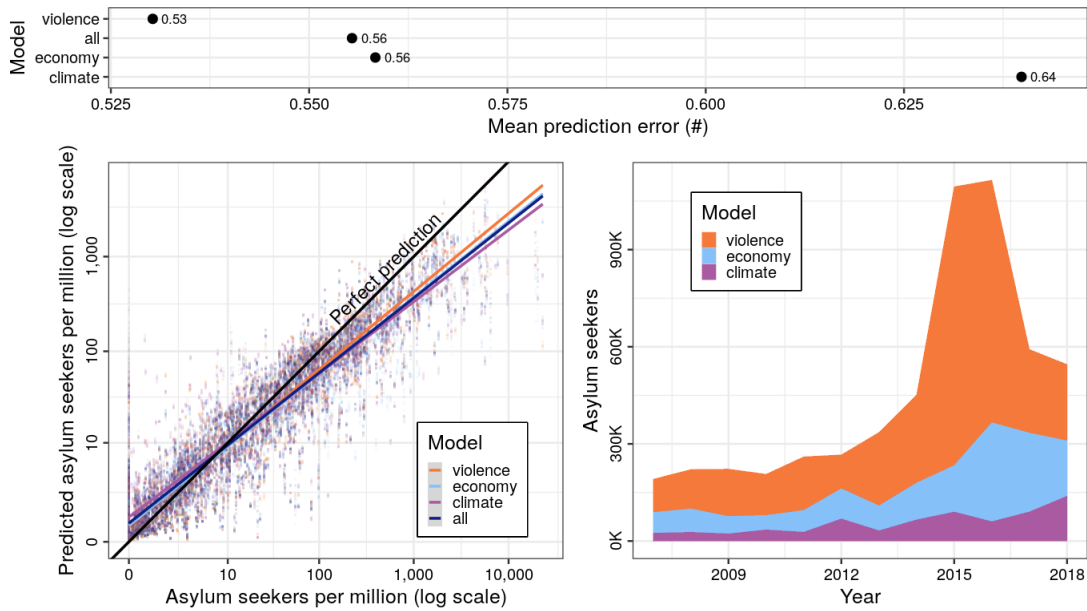 Model
violence
all
economy
climate
0.53
0.56
0.56
0.64
0.525 0.550 0.575 0.600 0.625
Mean prediction error (#)
Predicted asylum seekers per million (log scale)
1,000
100
10
0
Perfect prediction
Model
violence
economy
climate
all
0 10 100 1,000 10,000
Asylum seekers per million (log scale)
Asylum seekers
900K
600K
300K
0K
Model
violence
economy
climate
2009 2012 2015 2018
Year